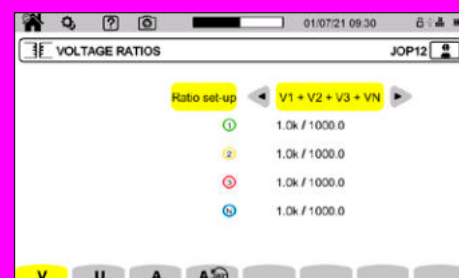 01/07/21 09:30
VOLTAGE RATIOS JOP12
Ratio set-up V1 + V2 + V3 + VN
1 1.0k / 1000.0
2 1.0k / 1000.0
3 1.0k / 1000.0
N 1.0k / 1000.0
V U A